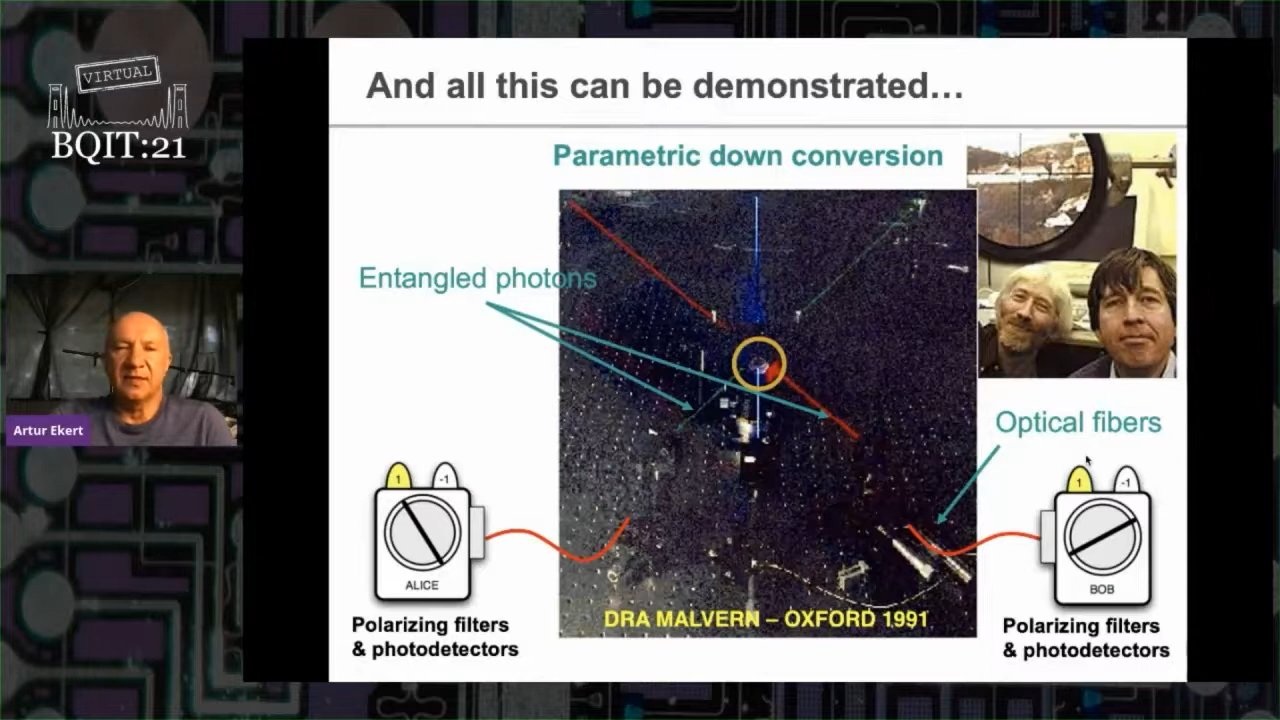 VIRTUAL
BQIT:21
Artur Ekert
And all this can be demonstrated...
Parametric down conversion
Entangled photons
Optical fibers
1
-1
ALICE
1
-1
BOB
DRA MALVERN – OXFORD 1991
Polarizing filters
& photodetectors
Polarizing filters
& photodetectors